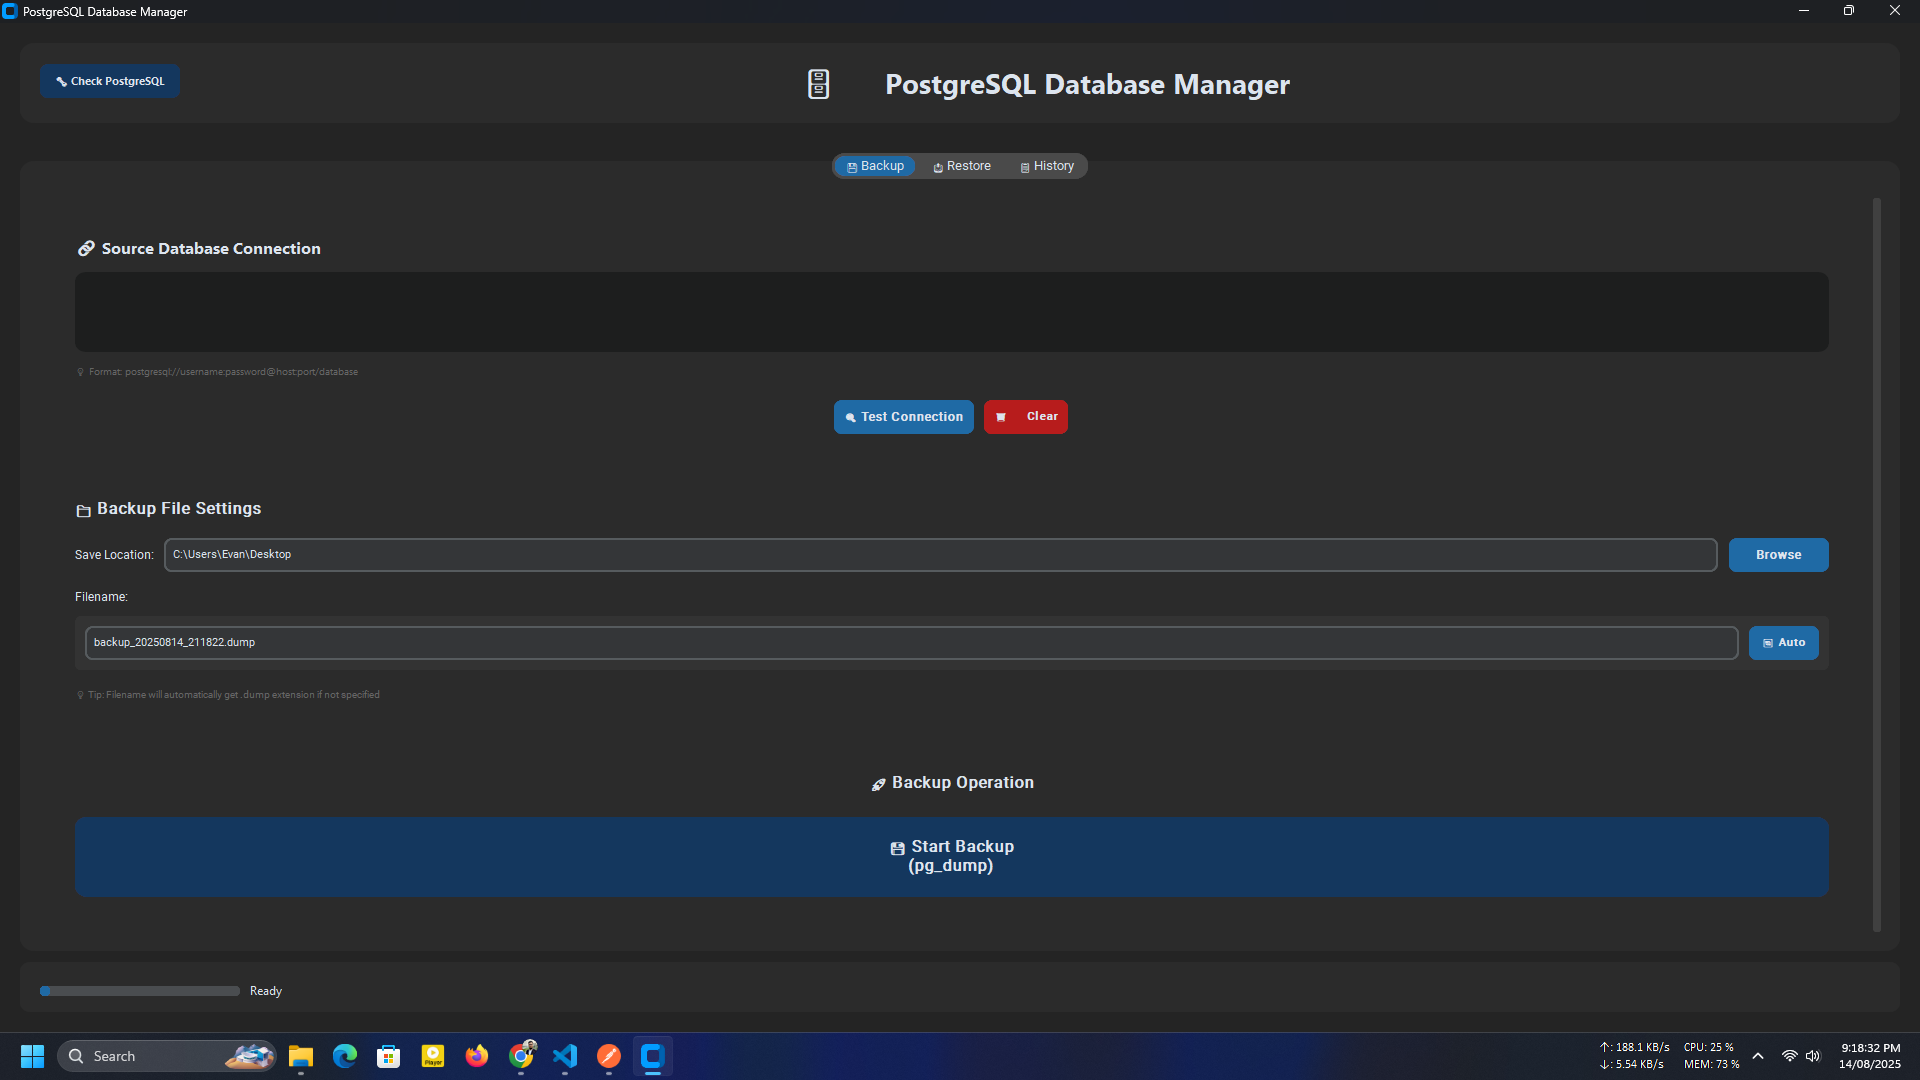 PostgreSQL Database Manager
Check PostgreSQL
PostgreSQL Database Manager
Backup
Restore
History
Source Database Connection
Format: postgresql://username:password@host:port/database
Test Connection
Clear
Backup File Settings
Save Location:
C:\Users\Evan\Desktop
Browse
Filename:
backup_20250814_211822.dump
Auto
Tip: Filename will automatically get .dump extension if not specified
Backup Operation
Start Backup
(pg_dump)
Ready
Search
Player
↑: 188.1 KB/s
CPU: 25 %
↓: 5.54 KB/s
MEM: 73 %
9:18:32 PM
14/08/2025